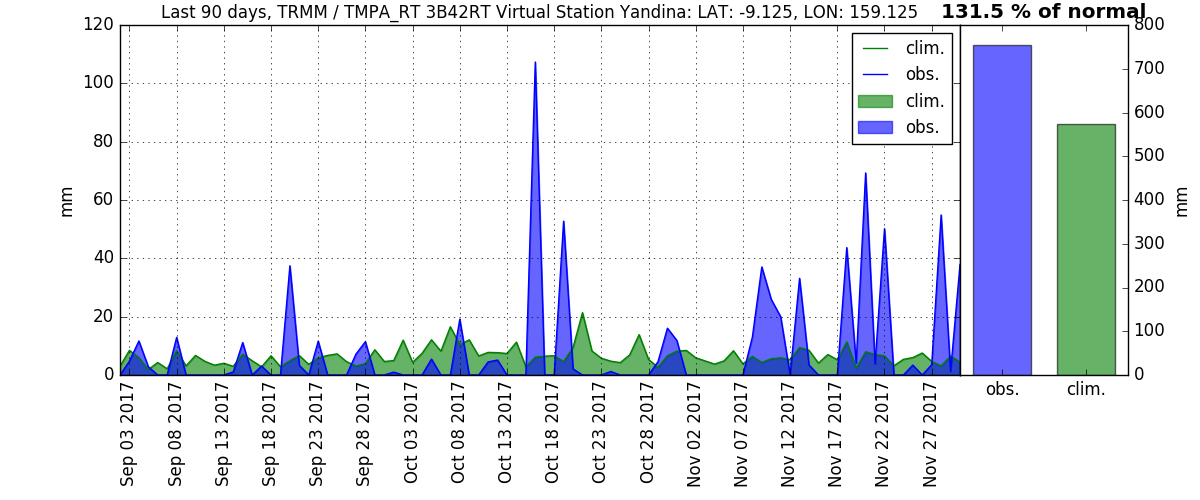 Last 90 days, TRMM / TMPA_RT 3B42RT Virtual Station Yandina: LAT: -9.125, LON: 159.125
131.5 % of normal
mm
120
100
80
60
40
20
0
clim.
obs.
clim.
obs.
800
700
600
500
400
300
200
100
0
mm
Sep 03 2017
Sep 08 2017
Sep 13 2017
Sep 18 2017
Sep 23 2017
Sep 28 2017
Oct 03 2017
Oct 08 2017
Oct 13 2017
Oct 18 2017
Oct 23 2017
Oct 28 2017
Nov 02 2017
Nov 07 2017
Nov 12 2017
Nov 17 2017
Nov 22 2017
Nov 27 2017
obs.
clim.